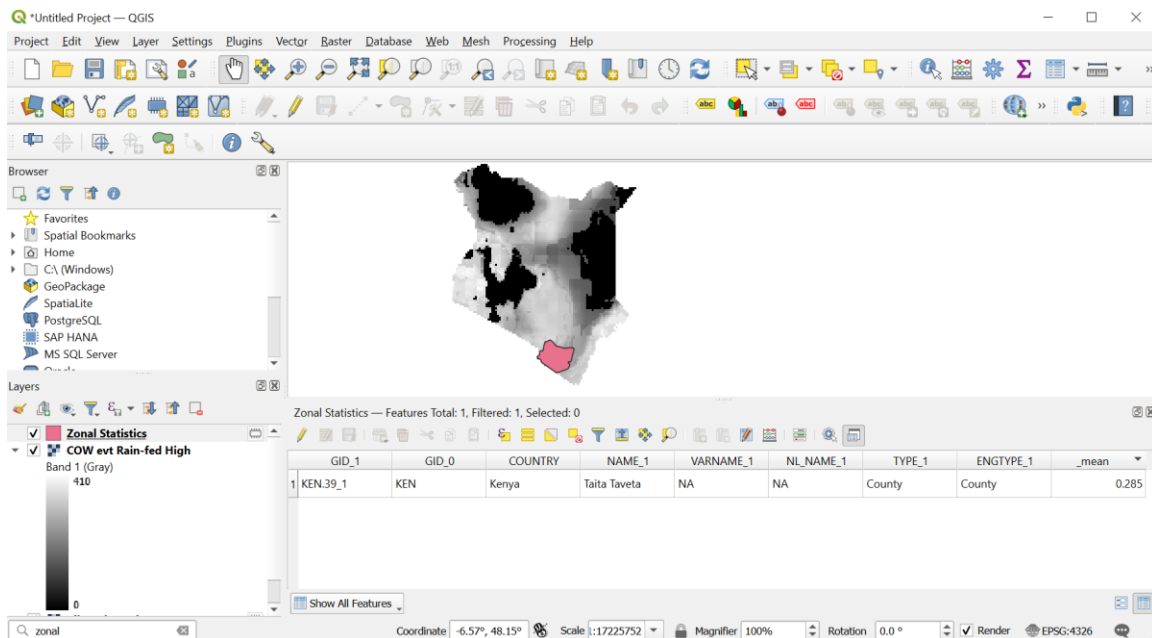 *Untitled Project — QGIS
Project Edit View Layer Settings Plugins Vector Raster Database Web Mesh Processing Help
Browser
Favorites
Spatial Bookmarks
Home
C:\ (Windows)
GeoPackage
SpatiaLite
PostgreSQL
SAP HANA
MS SQL Server
Layers
Zonal Statistics
COW evt Rain-fed High
Band 1 (Gray)
410
0
Zonal Statistics — Features Total: 1, Filtered: 1, Selected: 0
GID_1 GID_0 COUNTRY NAME_1 VARNAME_1 NL_NAME_1 TYPE_1 ENGTYPE_1 _mean
1 KEN.39_1 KEN Kenya Taita Taveta NA NA County County 0.285
Show All Features
zonal Coordinate -6.57°, 48.15° Scale 1:17225752 Magnifier 100% Rotation 0.0 ° Render EPSG:4326